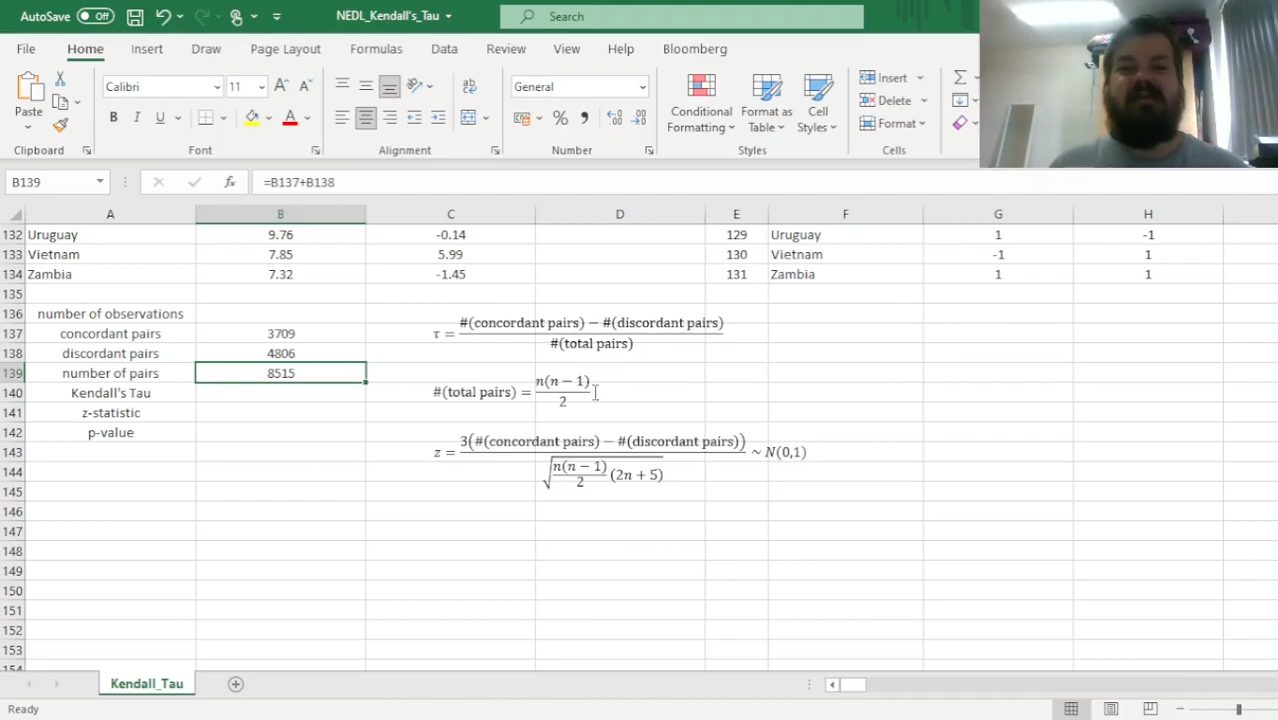 AutoSave Off NEDL_Kendall's_Tau Search
File Home Insert Draw Page Layout Formulas Data Review View Help Bloomberg
Calibri 11 General Insert
Paste Conditional Format as Cell Delete
Formatting Table Styles Format
Clipboard Font Alignment Number Styles Cells
B139 fx =B137+B138
A B C D E F G H
132 Uruguay 9.76 -0.14 129 Uruguay 1 -1
133 Vietnam 7.85 5.99 130 Vietnam -1 1
134 Zambia 7.32 -1.45 131 Zambia 1 1
135
136 number of observations
137 concordant pairs 3709
138 discordant pairs 4806
139 number of pairs 8515
140 Kendall's Tau
141 z-statistic
142 p-value
143
144
145
146
147
148
149
150
151
152
153
154
τ = #(concordant pairs) − #(discordant pairs)
#(total pairs)
#(total pairs) = n(n − 1)
2
z = 3(#(concordant pairs) − #(discordant pairs))
√ n(n − 1)
2 (2n + 5)
~ N(0,1)
Kendall_Tau
Ready